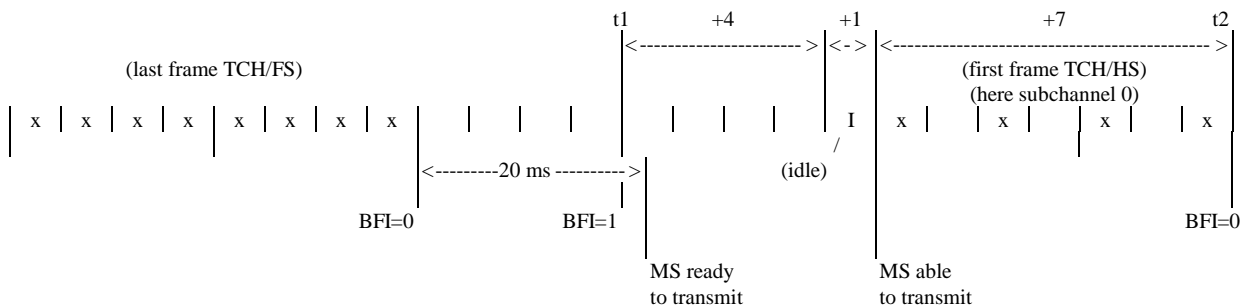 t1 +4 +1 +7 t2
< ----------------------- > < - > < ---------------------------------------- >
(last frame TCH/FS) (first frame TCH/HS)
(here subchannel 0)
x x x x x x x x I x x x x
/
<---------20 ms ----------- > (idle)
BFI=0 BFI=1 BFI=0
MS ready MS able
to transmit to transmit